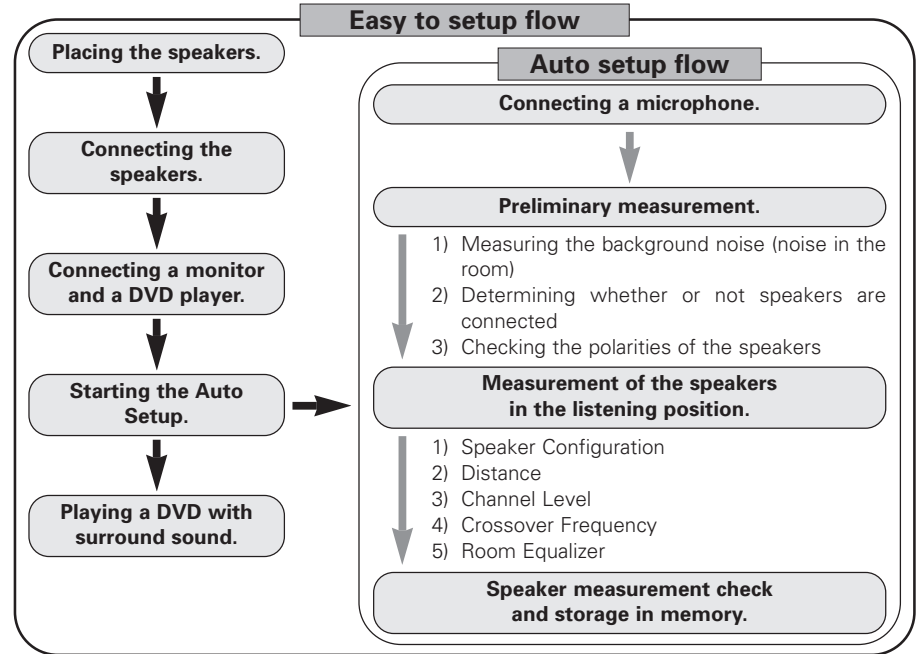 Easy to setup flow
Placing the speakers.
Connecting the
speakers.
Connecting a monitor
and a DVD player.
Starting the Auto
Setup.
Playing a DVD with
surround sound.
Auto setup flow
Connecting a microphone.
Preliminary measurement.
1) Measuring the background noise (noise in the
room)
2) Determining whether or not speakers are
connected
3) Checking the polarities of the speakers
Measurement of the speakers
in the listening position.
1) Speaker Configuration
2) Distance
3) Channel Level
4) Crossover Frequency
5) Room Equalizer
Speaker measurement check
and storage in memory.